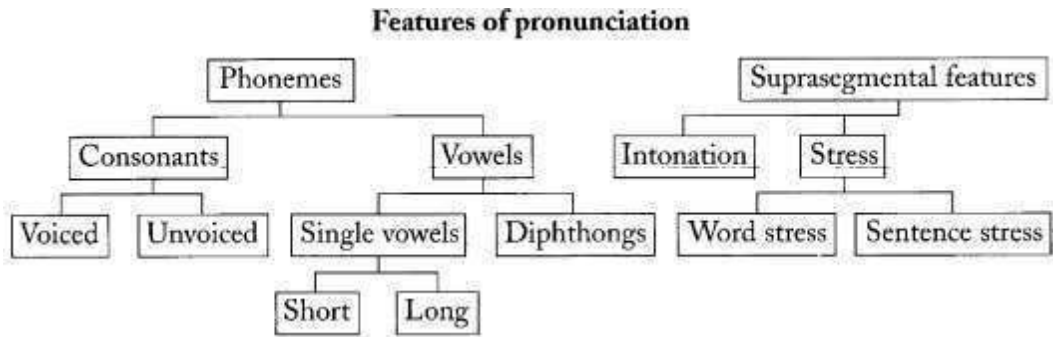 Features of pronunciation
Phonemes
Suprasegmental features
Consonants
Vowels
Intonation
Stress
Voiced
Unvoiced
Single vowels
Diphthongs
Word stress
Sentence stress
Short
Long